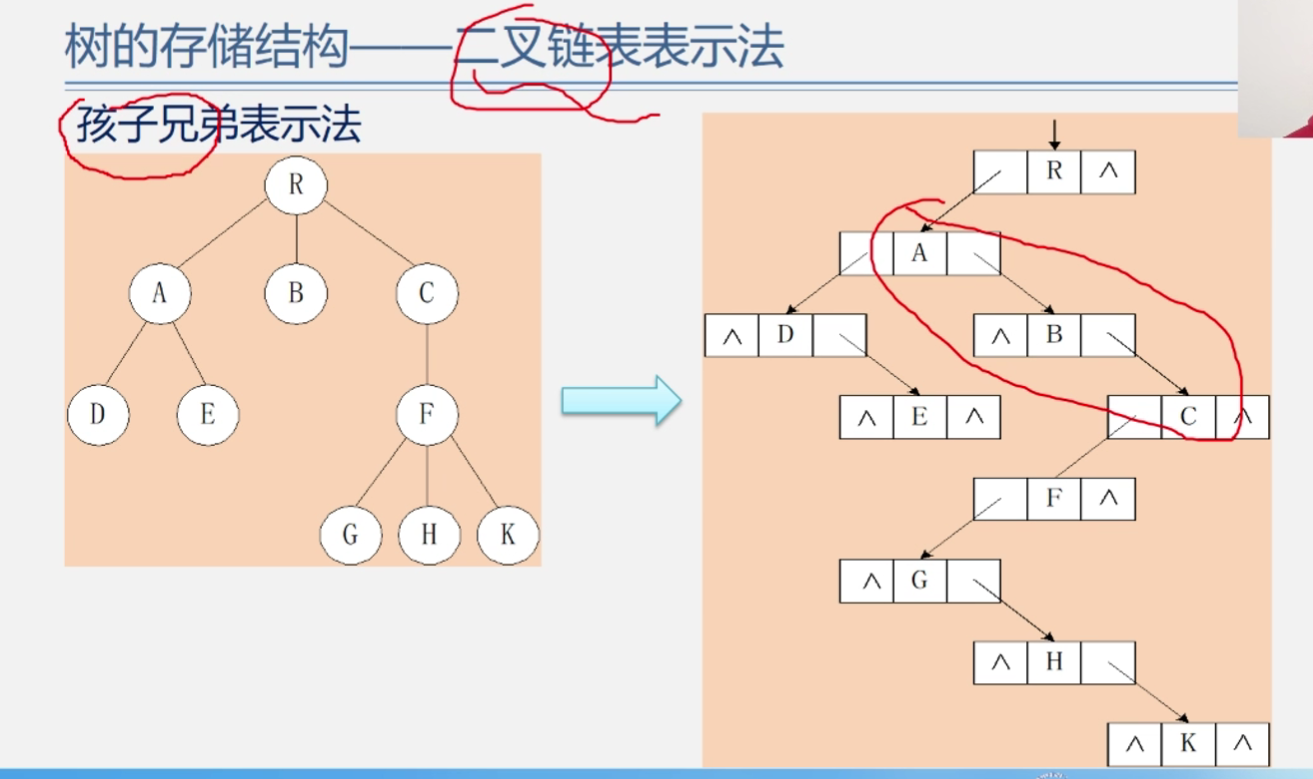 树的存储结构——二叉链表表示法
孩子兄弟表示法
R
A B C
D E F
G H K
R ∧
A
∧ D ∧ B
∧ E ∧ C ∧
F ∧
∧ G
∧ H
∧ K ∧